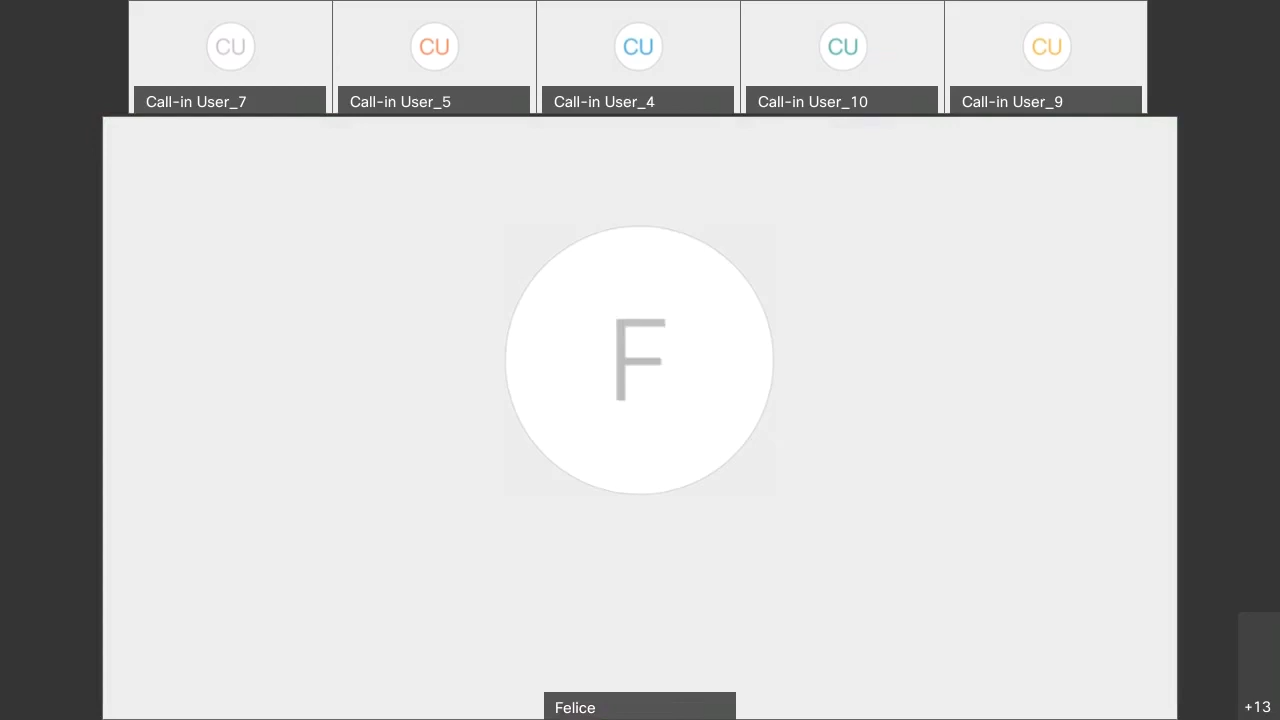 CU CU CU CU CU
Call-in User_7 Call-in User_5 Call-in User_4 Call-in User_10 Call-in User_9
F
Felice
+13